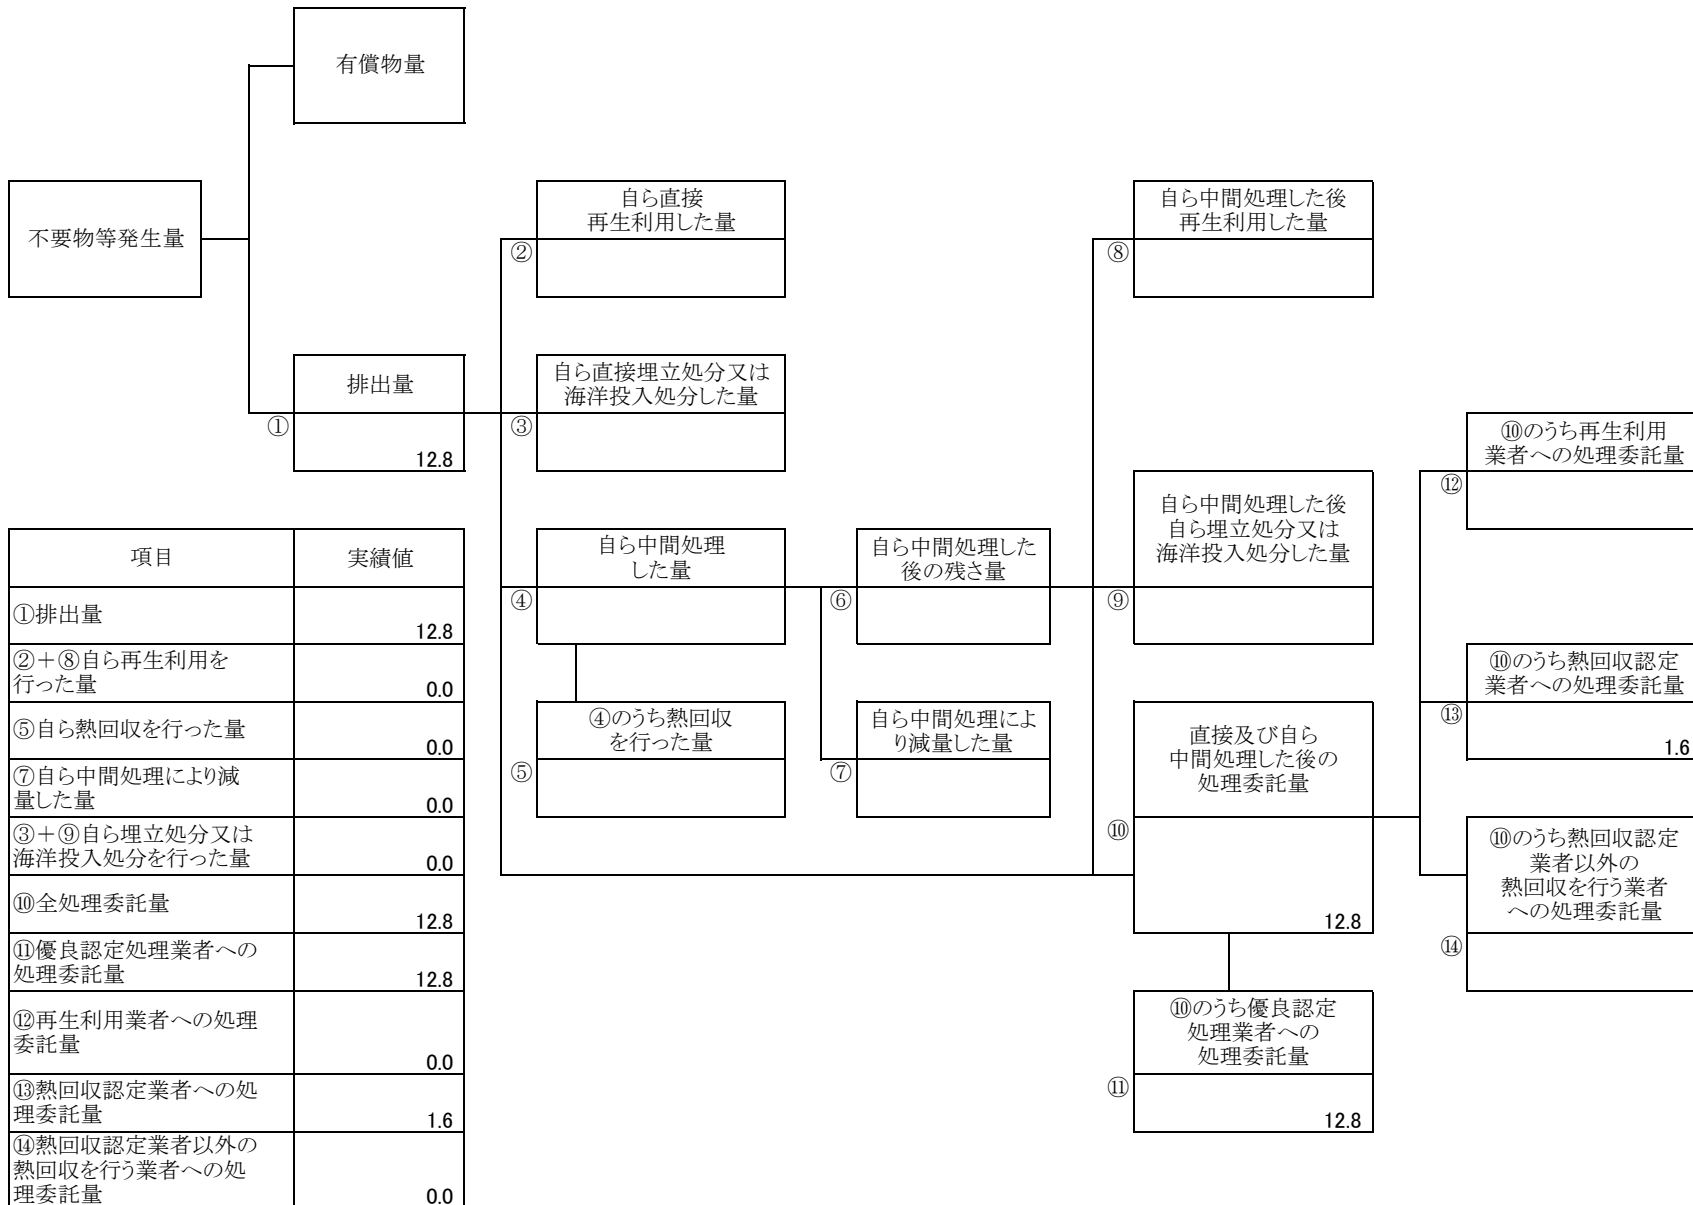 有償物量
不要物等発生量
排出量
①
12.8
自ら直接
再生利用した量
②
自ら直接埋立処分又は
海洋投入処分した量
③
自ら中間処理
した量
④
④のうち熱回収
を行った量
⑤
自ら中間処理した
後の残さ量
⑥
自ら中間処理によ
り減量した量
⑦
自ら中間処理した後
再生利用した量
⑧
自ら中間処理した後
自ら埋立処分又は
海洋投入処分した量
⑨
直接及び自ら
中間処理した後の
処理委託量
⑩
12.8
⑩のうち優良認定
処理業者への
処理委託量
⑪
12.8
⑩のうち再生利用
業者への処理委託量
⑫
⑩のうち熱回収認定
業者への処理委託量
⑬
1.6
⑩のうち熱回収認定
業者以外の
熱回収を行う業者
への処理委託量
⑭
項目 実績値
①排出量
12.8
②+⑧自ら再生利用を
行った量
0.0
⑤自ら熱回収を行った量
0.0
⑦自ら中間処理により減
量した量
0.0
③+⑨自ら埋立処分又は
海洋投入処分を行った量
0.0
⑩全処理委託量
12.8
⑪優良認定処理業者への
処理委託量
12.8
⑫再生利用業者への処理
委託量
0.0
⑬熱回収認定業者への処
理委託量
1.6
⑭熱回収認定業者以外の
熱回収を行う業者への処
理委託量
0.0